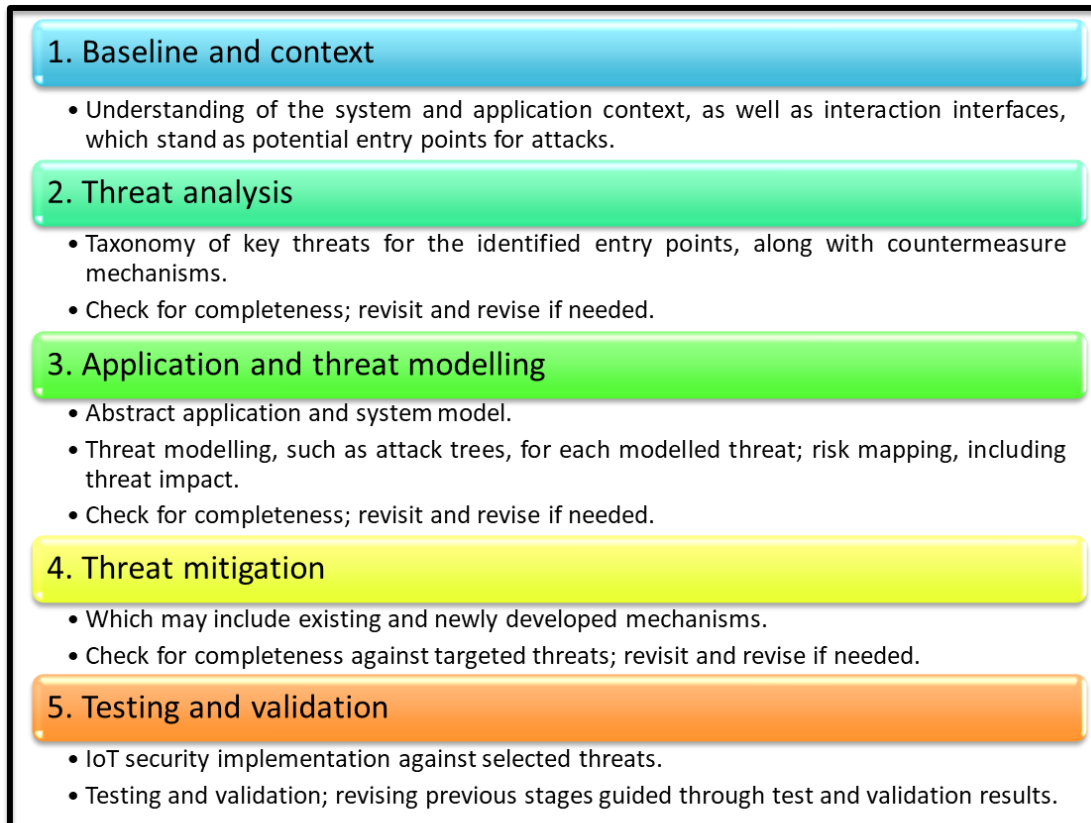 1. Baseline and context
• Understanding of the system and application context, as well as interaction interfaces,
which stand as potential entry points for attacks.
2. Threat analysis
• Taxonomy of key threats for the identified entry points, along with countermeasure
mechanisms.
• Check for completeness; revisit and revise if needed.
3. Application and threat modelling
• Abstract application and system model.
• Threat modelling, such as attack trees, for each modelled threat; risk mapping, including
threat impact.
• Check for completeness; revisit and revise if needed.
4. Threat mitigation
• Which may include existing and newly developed mechanisms.
• Check for completeness against targeted threats; revisit and revise if needed.
5. Testing and validation
• IoT security implementation against selected threats.
• Testing and validation; revising previous stages guided through test and validation results.